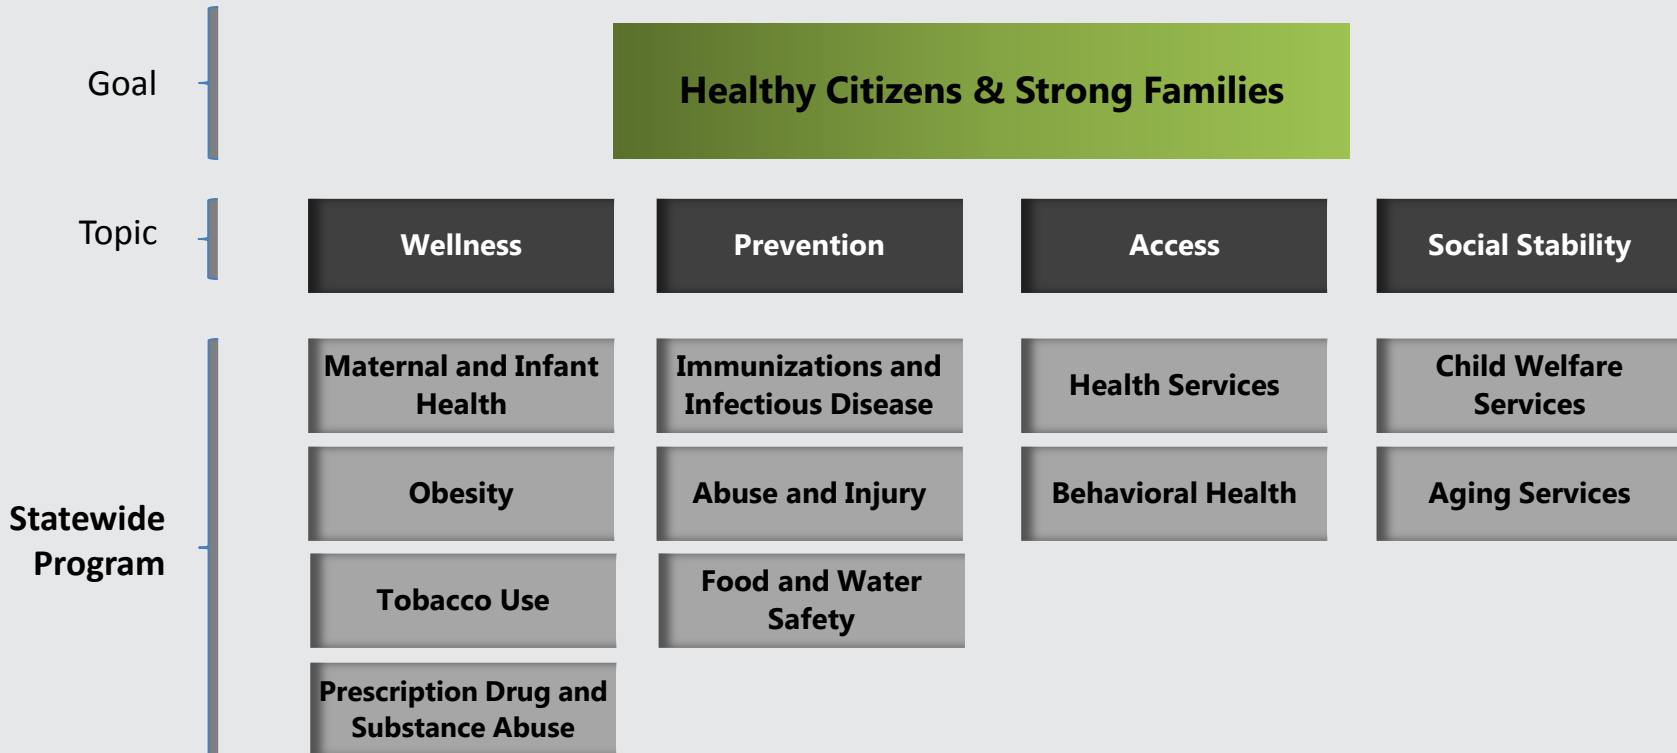 Goal
Healthy Citizens & Strong Families
Topic
Wellness
Prevention
Access
Social Stability
Statewide
Program
Maternal and Infant
Health
Immunizations and
Infectious Disease
Health Services
Child Welfare
Services
Obesity
Abuse and Injury
Behavioral Health
Aging Services
Tobacco Use
Food and Water
Safety
Prescription Drug and
Substance Abuse